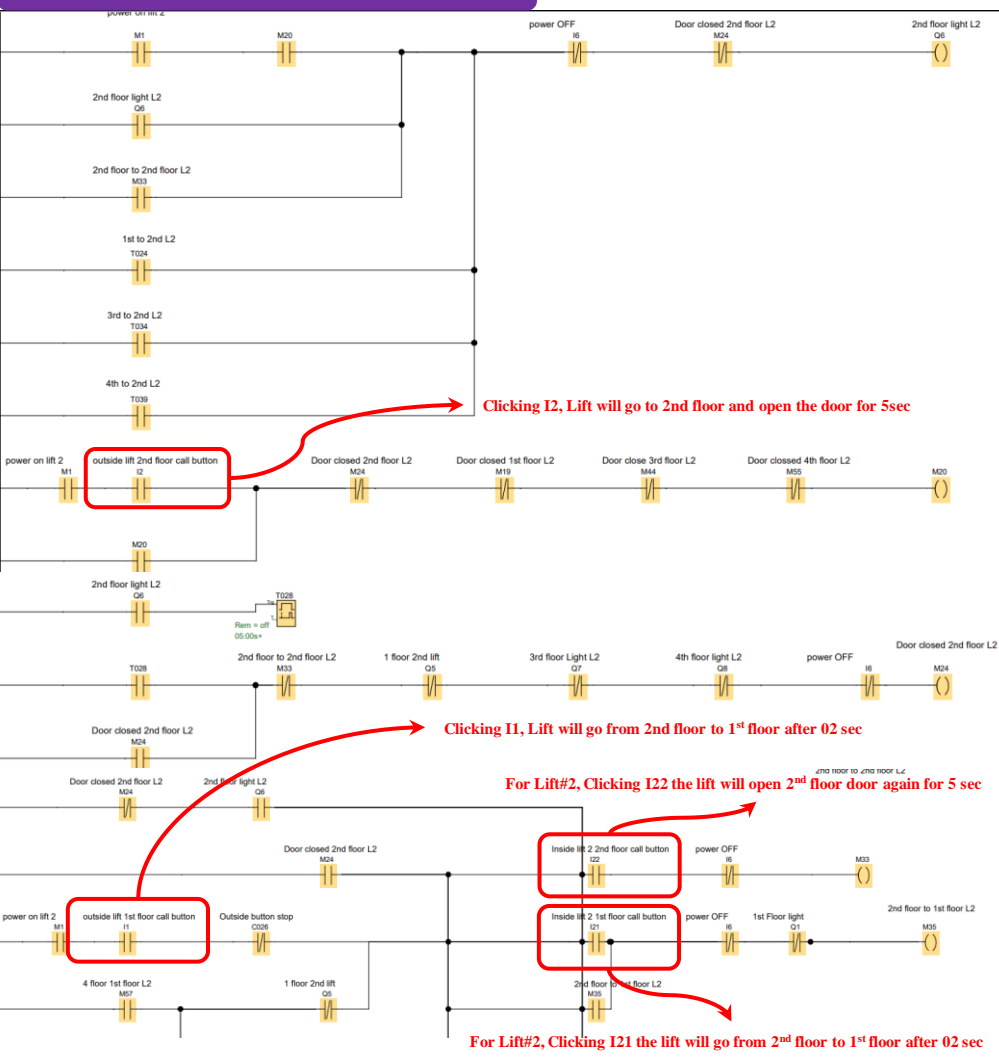 power on lift 2
M1 M20
power OFF Door closed 2nd floor L2 2nd floor light L2
I6 M24 Q6
2nd floor light L2
Q6
2nd floor to 2nd floor L2
M33
1st to 2nd L2
T024
3rd to 2nd L2
T034
4th to 2nd L2
T039
Clicking I2, Lift will go to 2nd floor and open the door for 5sec
power on lift 2 outside lift 2nd floor call button Door closed 2nd floor L2 Door closed 1st floor L2 Door close 3rd floor L2 Door clossed 4th floor L2
M1 I2 M24 M19 M44 M55 M20
M20
2nd floor light L2
Q6 T028
Rem = off
05:00s+
Door closed 2nd floor L2
2nd floor to 2nd floor L2 1 floor 2nd lift 3rd floor Light L2 4th floor light L2 power OFF
T028 M33 Q5 Q7 Q8 I6 M24
Clicking I1, Lift will go from 2nd floor to 1st floor after 02 sec
Door closed 2nd floor L2
M24
2nd floor to 2nd floor L2
Door closed 2nd floor L2 2nd floor light L2
M24 Q6
For Lift#2, Clicking I22 the lift will open 2nd floor door again for 5 sec
Door closed 2nd floor L2 Inside lift 2 2nd floor call button power OFF
M24 I22 I6 M33
power on lift 2 outside lift 1st floor call button Outside button stop Inside lift 2 1st floor call button power OFF 1st Floor light 2nd floor to 1st floor L2
M1 I1 C026 I21 I6 Q1 M35
4 floor 1st floor L2 1 floor 2nd lift 2nd floor to 1st floor L2
M57 Q5 M35
For Lift#2, Clicking I21 the lift will go from 2nd floor to 1st floor after 02 sec